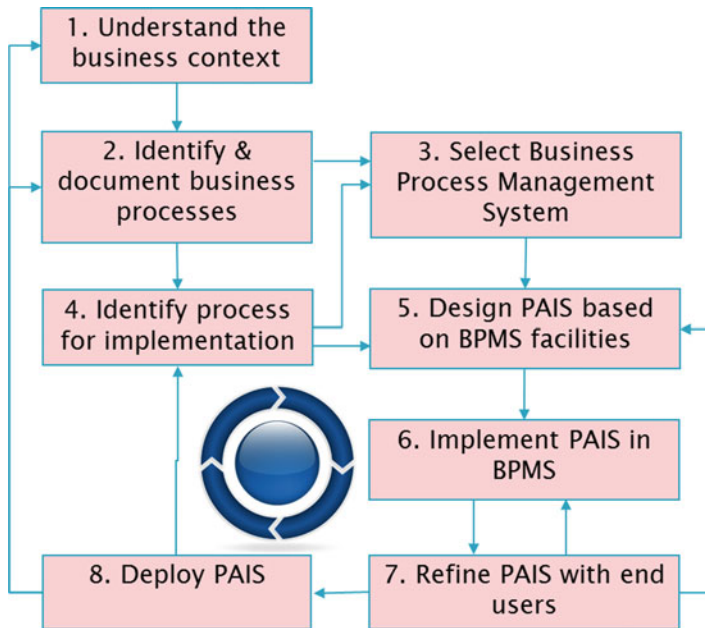 1. Understand the
business context
2. Identify &
document business
processes
3. Select Business
Process Management
System
4. Identify process
for implementation
5. Design PAIS based
on BPMS facilities
6. Implement PAIS in
BPMS
8. Deploy PAIS
7. Refine PAIS with end
users